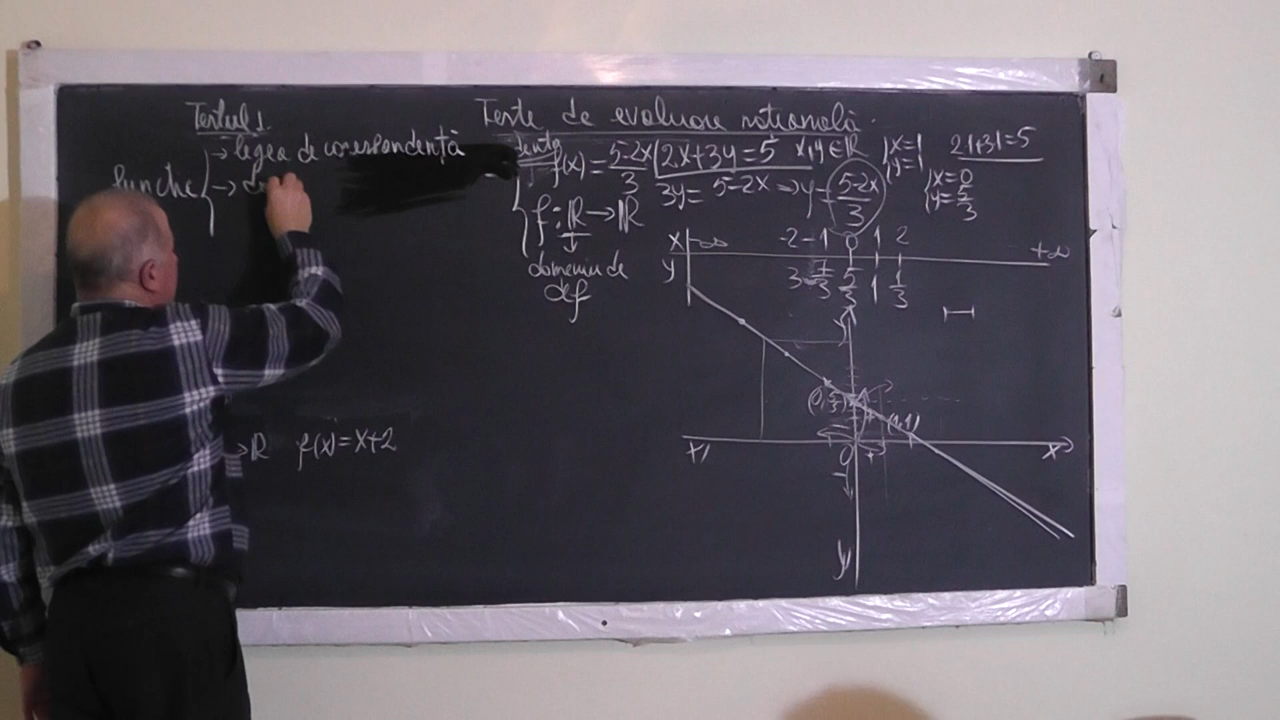 Teste de evaluare națională.
Testul 1.
→ legea de corespondență
→
→ ℝ f(x)=x+2
f(x)=5-2x/3
f:ℝ→ℝ
↓
domeniu de
def
2x+3y=5 x,y∈ℝ
3y=5-2x⇒y=5-2x/3
{x=1
y=1
2·1+3·1=5
{x=0
y=5/3
x -∞ -2 -1 0 1 2 +∞
y 3 7/3 5/3 1 1/3
y
(0,5/3)
(1,1)
x' 0 x
y'